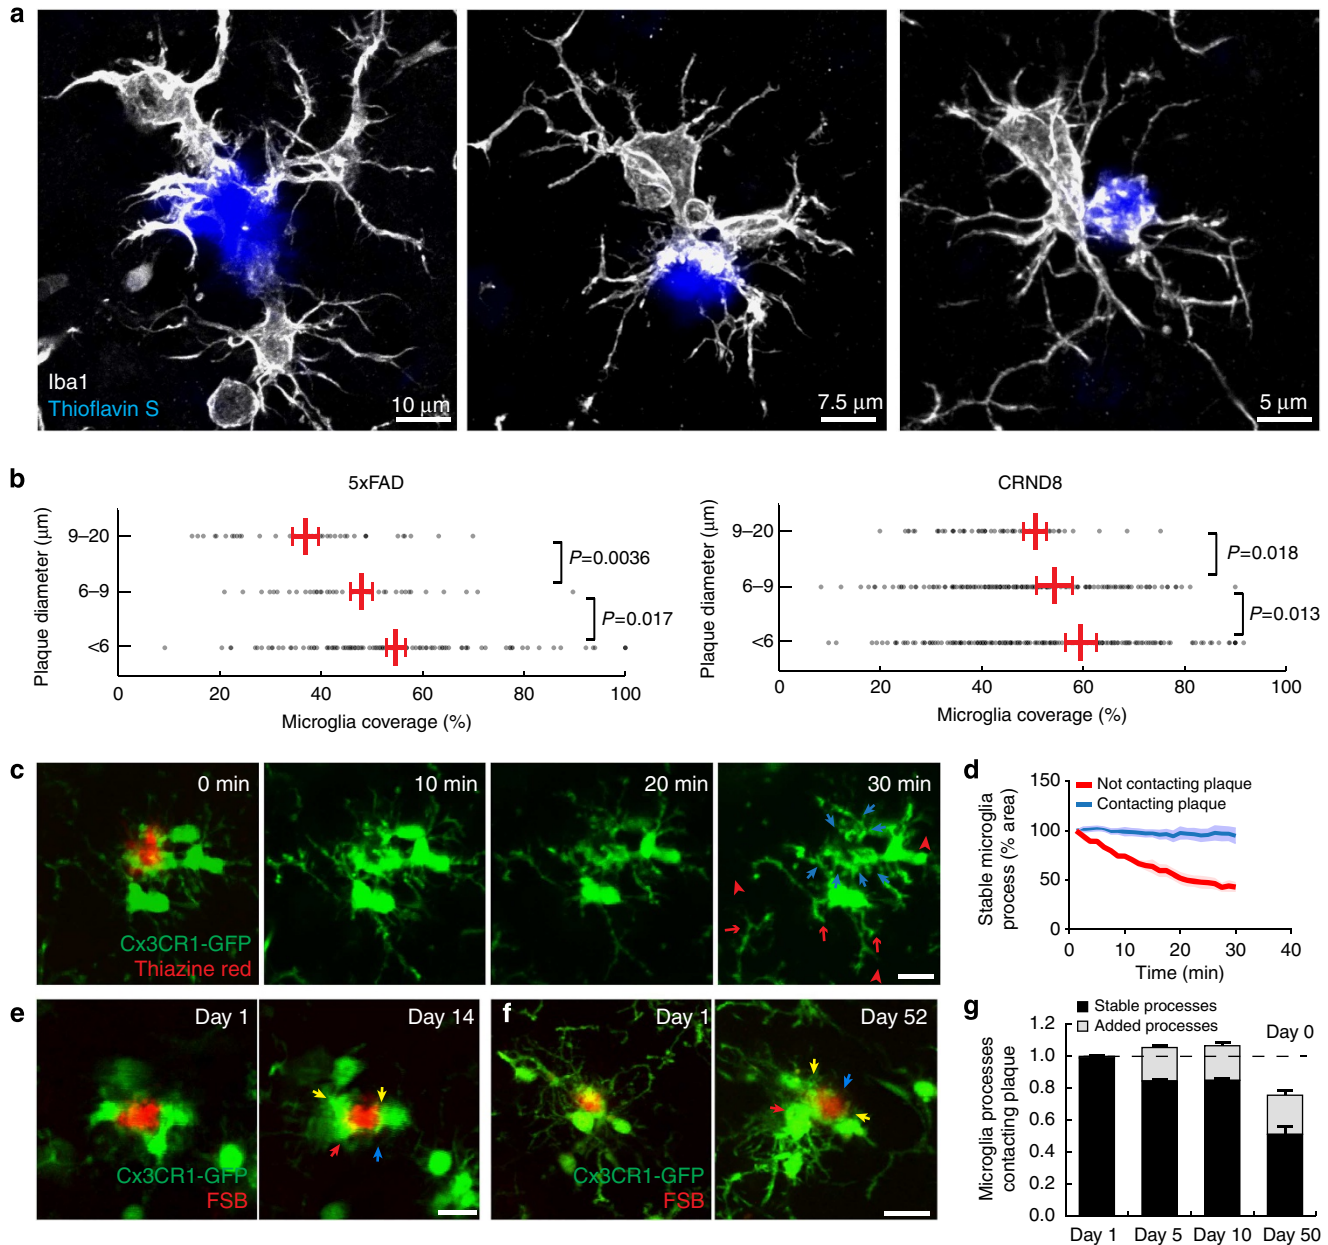 a
Iba1
Thioflavin S
10 μm
7.5 μm
5 μm
b
5xFAD
Plaque diameter (μm)
9–20
6–9
<6
P=0.0036
P=0.017
0 20 40 60 80 100
Microglia coverage (%)
CRND8
Plaque diameter (μm)
9–20
6–9
<6
P=0.018
P=0.013
0 20 40 60 80 100
Microglia coverage (%)
c
0 min
10 min
20 min
30 min
Cx3CR1-GFP
Thiazine red
d
Stable microglia
process (% area)
150
100
50
0
Not contacting plaque
Contacting plaque
0 10 20 30 40
Time (min)
e
Day 1
Day 14
Cx3CR1-GFP
FSB
f
Day 1
Day 52
Cx3CR1-GFP
FSB
g
Stable processes
Added processes
Day 0
Microglia processes
contacting plaque
1.2
1.0
0.8
0.6
0.4
0.2
0.0
Day 1 Day 5 Day 10 Day 50